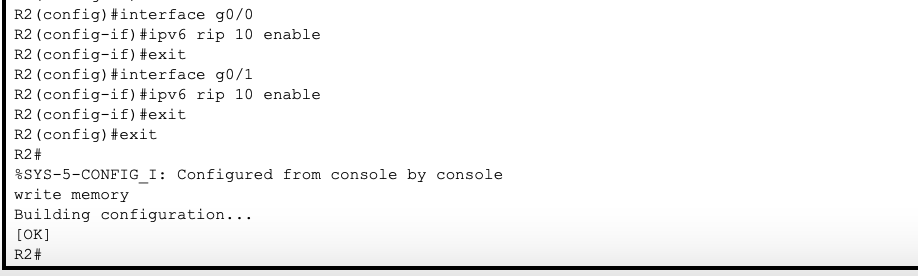 R2(config)#interface g0/0
R2(config-if)#ipv6 rip 10 enable
R2(config-if)#exit
R2(config)#interface g0/1
R2(config-if)#ipv6 rip 10 enable
R2(config-if)#exit
R2(config)#exit
R2#
%SYS-5-CONFIG_I: Configured from console by console
write memory
Building configuration...
[OK]
R2#